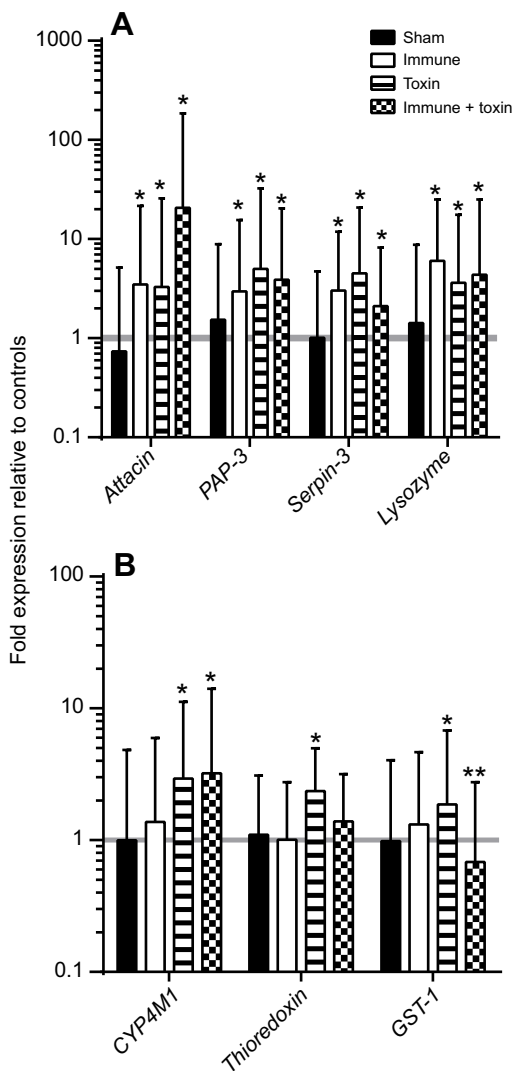 A
Sham
Immune
Toxin
Immune + toxin
1000
100
10
1
0.1
* * * *
* * *
* * *
* * *
Attacin
PAP-3
Serpin-3
Lysozyme
Fold expression relative to controls
B
100
10
1
0.1
* *
*
* **
CYP4M1
Thioredoxin
GST-1